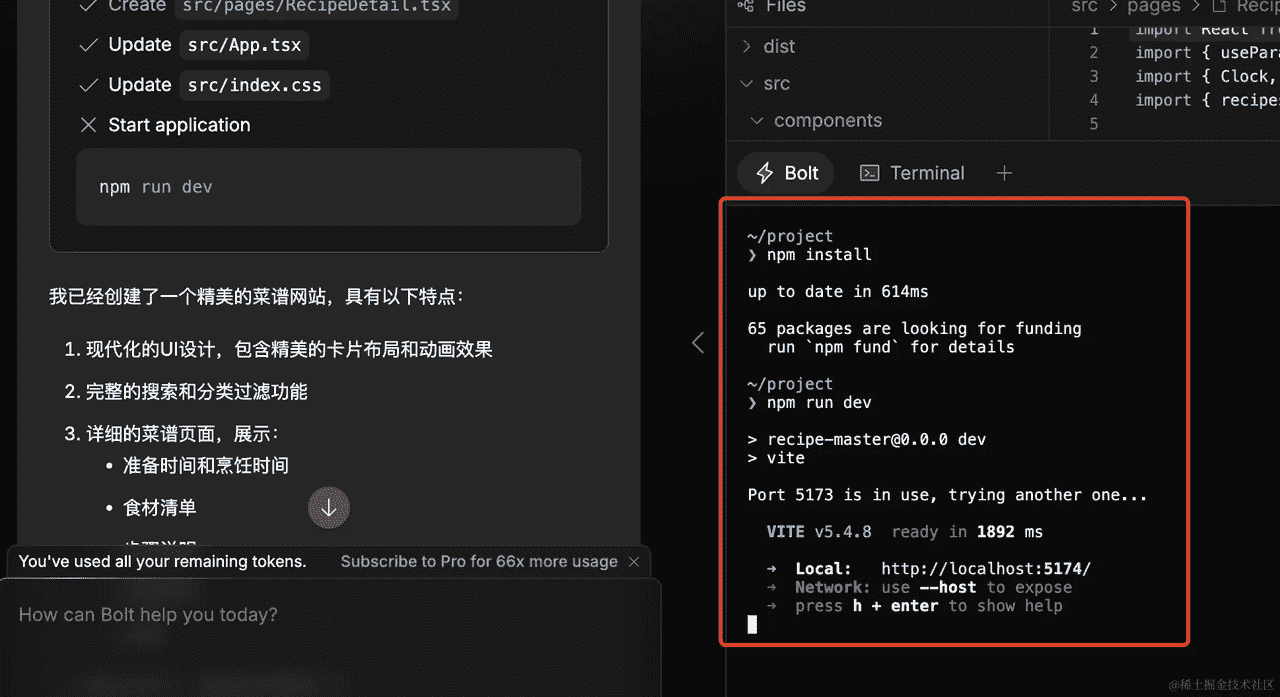 Create src/pages/RecipeDetail.tsx
Update src/App.tsx
Update src/index.css
Start application
npm run dev
我已经创建了一个精美的菜谱网站，具有以下特点：
1. 现代化的UI设计，包含精美的卡片布局和动画效果
2. 完整的搜索和分类过滤功能
3. 详细的菜谱页面，展示：
• 准备时间和烹饪时间
• 食材清单
You've used all your remaining tokens. Subscribe to Pro for 66x more usage
How can Bolt help you today?
Files
dist
src
components
src > pages >
1 import React
2 import { usePara
3 import { Clock,
4 import { recipes
5
Bolt Terminal
~/project
❯ npm install
up to date in 614ms
65 packages are looking for funding
run `npm fund` for details
~/project
❯ npm run dev
> recipe-master@0.0.0 dev
> vite
Port 5173 is in use, trying another one...
VITE v5.4.8 ready in 1892 ms
➜ Local: http://localhost:5174/
➜ Network: use --host to expose
➜ press h + enter to show help
@稀土掘金技术社区